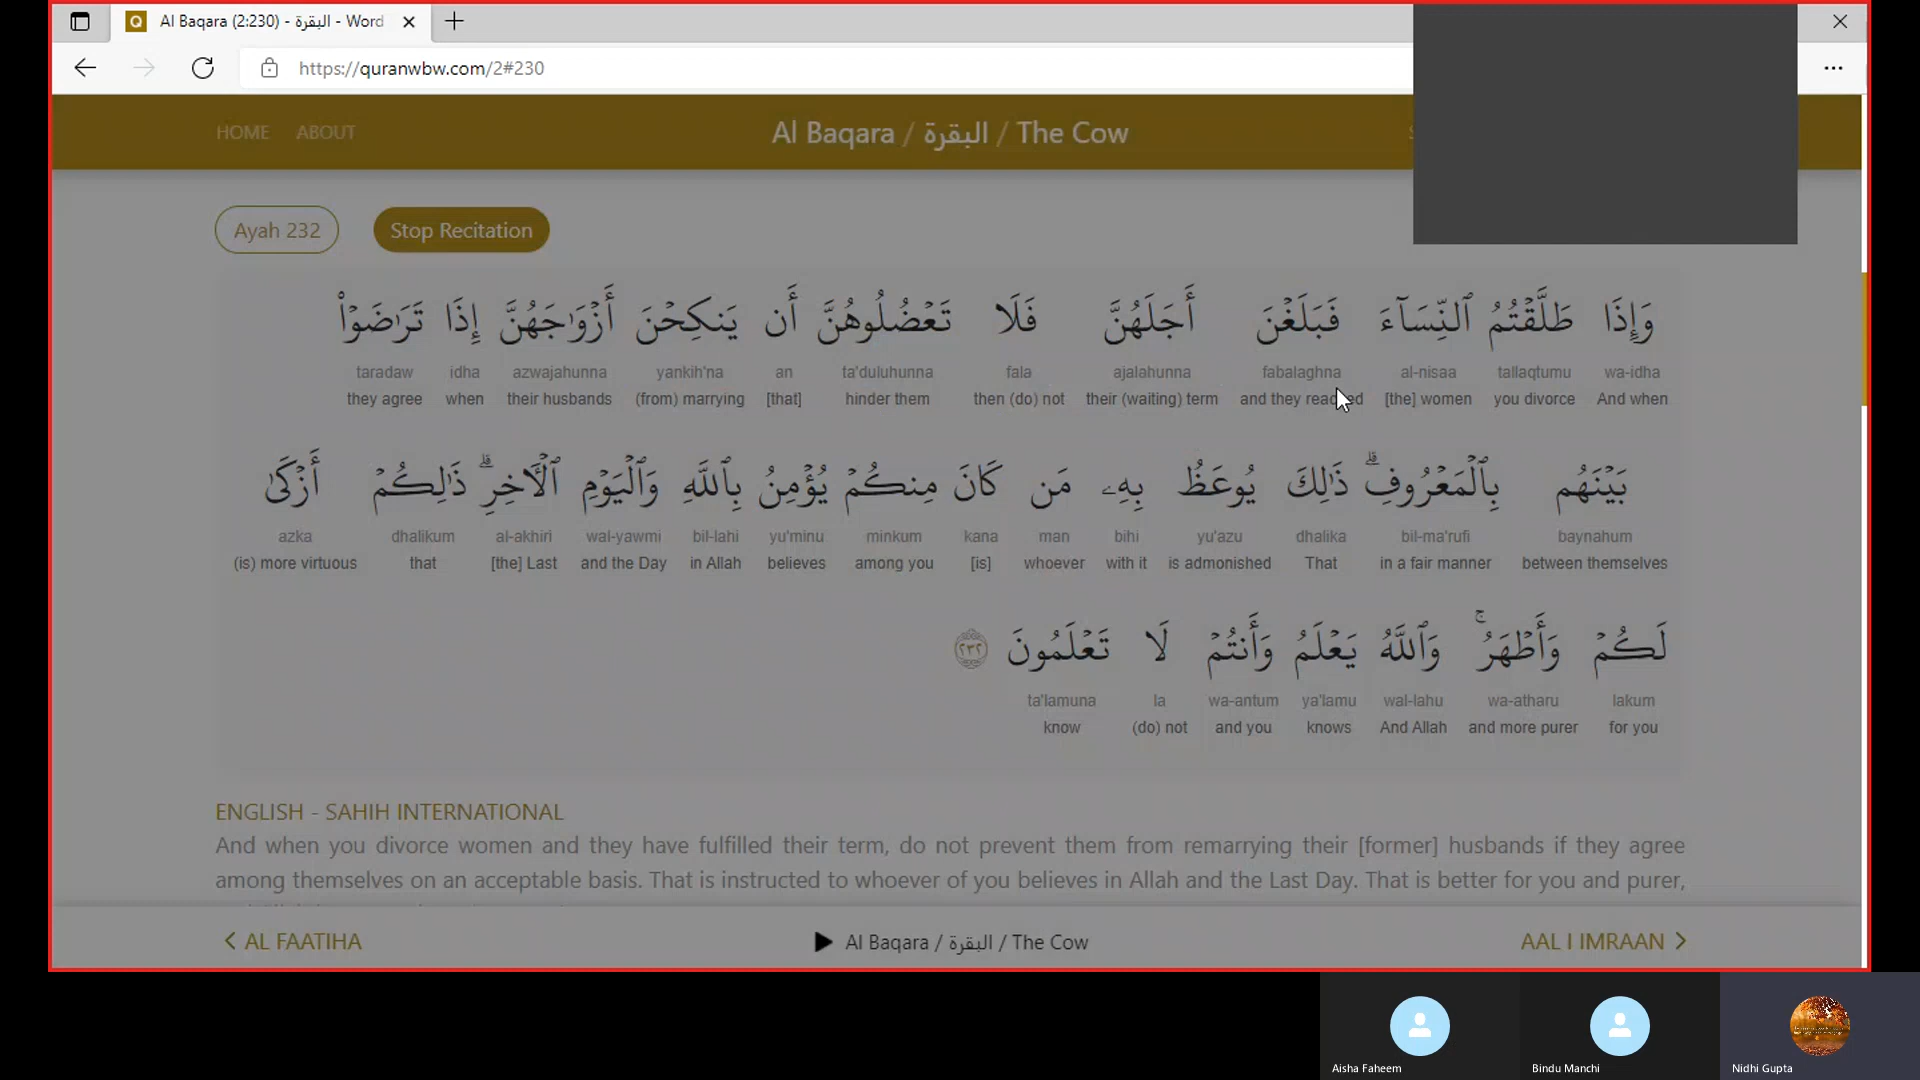 Al Baqara (2:230) - البقرة - Word
https://quranwbw.com/2#230
HOME ABOUT
Al Baqara / البقرة / The Cow
Ayah 232 Stop Recitation
وَإِذَا طَلَّقْتُمُ ٱلنِّسَآءَ فَبَلَغْنَ أَجَلَهُنَّ فَلَا تَعْضُلُوهُنَّ أَن يَنكِحْنَ أَزْوَٰجَهُنَّ إِذَا تَرَٰضَوْا۟
taradaw idha azwajahunna yankih'na an ta'duluhunna fala ajalahunna fabalaghna al-nisaa tallaqtumu wa-idha
they agree when their husbands (from) marrying [that] hinder them then (do) not their (waiting) term and they [the] women you divorce And when
بَيْنَهُم بِٱلْمَعْرُوفِ ۗ ذَٰلِكَ يُوعَظُ بِهِۦ مَن كَانَ مِنكُمْ يُؤْمِنُ بِٱللَّهِ وَٱلْيَوْمِ ٱلْـَٔاخِرِ ۗ ذَٰلِكُمْ أَزْكَىٰ
azka dhalikum al-akhiri wal-yawmi bil-lahi yu'minu minkum kana man bihi yu'azu dhalika bil-ma'rufi baynahum
(is) more virtuous that [the] Last and the Day in Allah believes among you [is] whoever with it is admonished That in a fair manner between themselves
لَكُمْ وَأَطْهَرُ ۚ وَٱللَّهُ يَعْلَمُ وَأَنتُمْ لَا تَعْلَمُونَ ٢٣٢
ta'lamuna la wa-antum ya'lamu wal-lahu wa-atharu lakum
know (do) not and you knows And Allah and more purer for you
ENGLISH - SAHIH INTERNATIONAL
And when you divorce women and they have fulfilled their term, do not prevent them from remarrying their [former] husbands if they agree
among themselves on an acceptable basis. That is instructed to whoever of you believes in Allah and the Last Day. That is better for you and purer,
AL FAATIHA Al Baqara / البقرة / The Cow AAL I IMRAAN
Aisha Faheem Bindu Manchi Nidhi Gupta